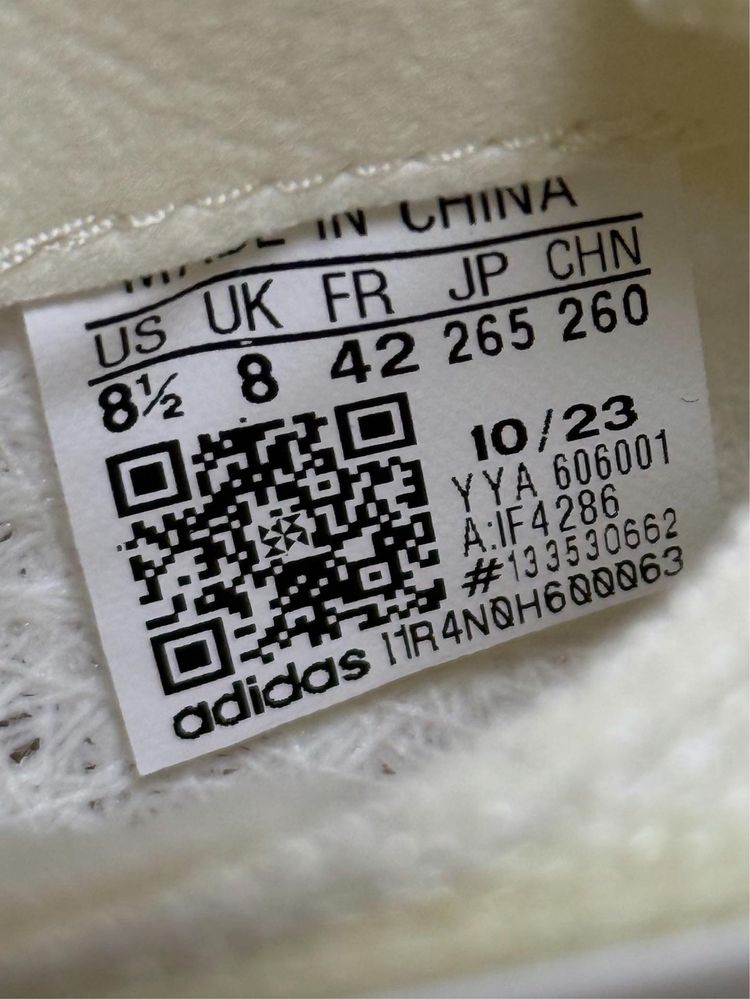 MADE IN CHINA
US UK FR JP CHN
8½ 8 42 265 260
10/23
YYA 606001
A:IF4286
#133530662
adidas I1R4N0H600063